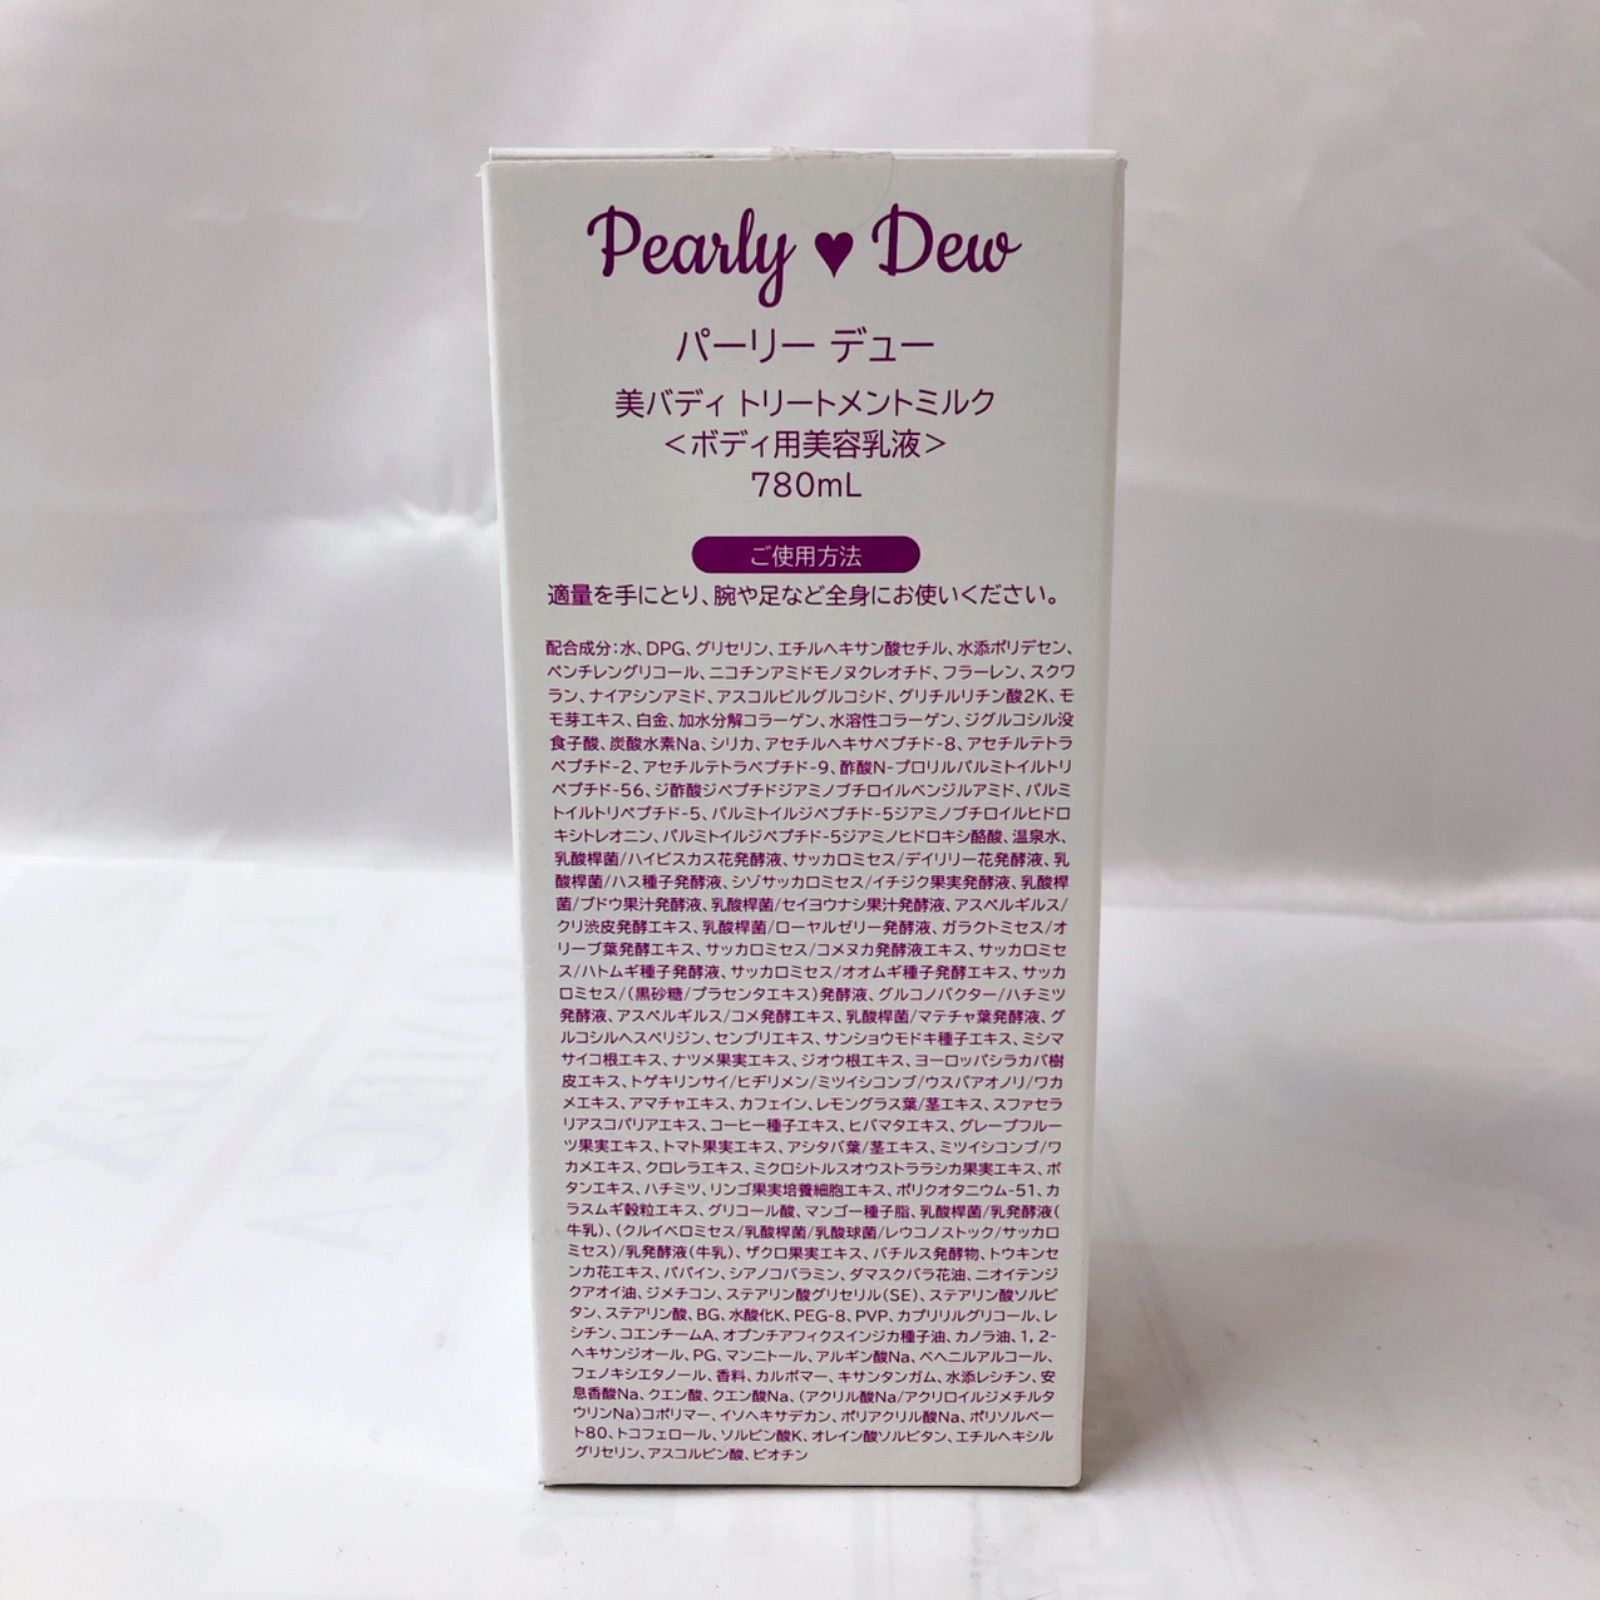 Pearly ♥ Dew
パーリー デュー
美バディ トリートメントミルク
＜ボディ用美容乳液＞
780mL
ご使用方法
適量を手にとり、腕や足など全身にお使いください。
配合成分：水、DPG、グリセリン、エチルヘキサン酸セチル、水添ポリデセン、
ペンチレングリコール、ニコチンアミドモノヌクレオチド、フラーレン、スクワ
ラン、ナイアシンアミド、アスコルビルグルコシド、グリチルリチン酸2K、モ
モ芽エキス、白金、加水分解コラーゲン、水溶性コラーゲン、ジグルコシル没
食子酸、炭酸水素Na、シリカ、アセチルヘキサペプチド-8、アセチルテトラ
ペプチド-2、アセチルテトラペプチド-9、酢酸N-プロリルパルミトイルトリ
ペプチド-56、ジ酢酸ジペプチドジアミノブチロイルベンジルアミド、パルミ
トイルトリペプチド-5、パルミトイルジペプチド-5ジアミノブチロイルヒドロ
キシトレオニン、パルミトイルジペプチド-5ジアミノヒドロキシ酪酸、温泉水、
乳酸桿菌/ハイビスカス花発酵液、サッカロミセス/デイリリー花発酵液、乳
酸桿菌/ハス種子発酵液、シゾサッカロミセス/イチジク果実発酵液、乳酸桿
菌/ブドウ果汁発酵液、乳酸桿菌/セイヨウナシ果汁発酵液、アスペルギルス/
クリ渋皮発酵エキス、乳酸桿菌/ローヤルゼリー発酵液、ガラクトミセス/オ
リーブ葉発酵エキス、サッカロミセス/コメヌカ発酵液エキス、サッカロミセ
ス/ハトムギ種子発酵液、サッカロミセス/オオムギ種子発酵エキス、サッカ
ロミセス/（黒砂糖/プラセンタエキス）発酵液、グルコノバクター/ハチミツ
発酵液、アスペルギルス/コメ発酵エキス、乳酸桿菌/マテチャ葉発酵液、グ
ルコシルヘスペリジン、センブリエキス、サンショウモドキ種子エキス、ミシマ
サイコ根エキス、ナツメ果実エキス、ジオウ根エキス、ヨーロッパシラカバ樹
皮エキス、トゲキリンサイ/ヒヂリメン/ミツイシコンブ/ウスバアオノリ/ワカ
メエキス、アマチャエキス、カフェイン、レモングラス葉/茎エキス、スファセラ
リアスコパリアエキス、コーヒー種子エキス、ヒバマタエキス、グレープフルー
ツ果実エキス、トマト果実エキス、アシタバ葉/茎エキス、ミツイシコンブ/ワ
カメエキス、クロレラエキス、ミクロシトルスオウストララシカ果実エキス、ボ
タンエキス、ハチミツ、リンゴ果実培養細胞エキス、ポリクオタニウム-51、カ
ラスムギ穀粒エキス、グリコール酸、マンゴー種子脂、乳酸桿菌/乳発酵液（
牛乳）、（クルイベロミセス/乳酸桿菌/乳酸球菌/レウコノストック/サッカロ
ミセス）/乳発酵液（牛乳）、ザクロ果実エキス、バチルス発酵物、トウキンセ
ンカ花エキス、パパイン、シアノコバラミン、ダマスクバラ花油、ニオイテンジ
クアオイ油、ジメチコン、ステアリン酸グリセリル（SE）、ステアリン酸ソルビ
タン、ステアリン酸、BG、水酸化K、PEG-8、PVP、カプリリルグリコール、レ
シチン、コエンチームA、オプンチアフィクスインジカ種子油、カノラ油、1，2-
ヘキサンジオール、PG、マンニトール、アルギン酸Na、ベヘニルアルコール、
フェノキシエタノール、香料、カルボマー、キサンタンガム、水添レシチン、安
息香酸Na、クエン酸、クエン酸Na、（アクリル酸Na/アクリロイルジメチルタ
ウリンNa）コポリマー、イソヘキサデカン、ポリアクリル酸Na、ポリソルベー
ト80、トコフェロール、ソルビン酸K、オレイン酸ソルビタン、エチルヘキシル
グリセリン、アスコルビン酸、ビオチン